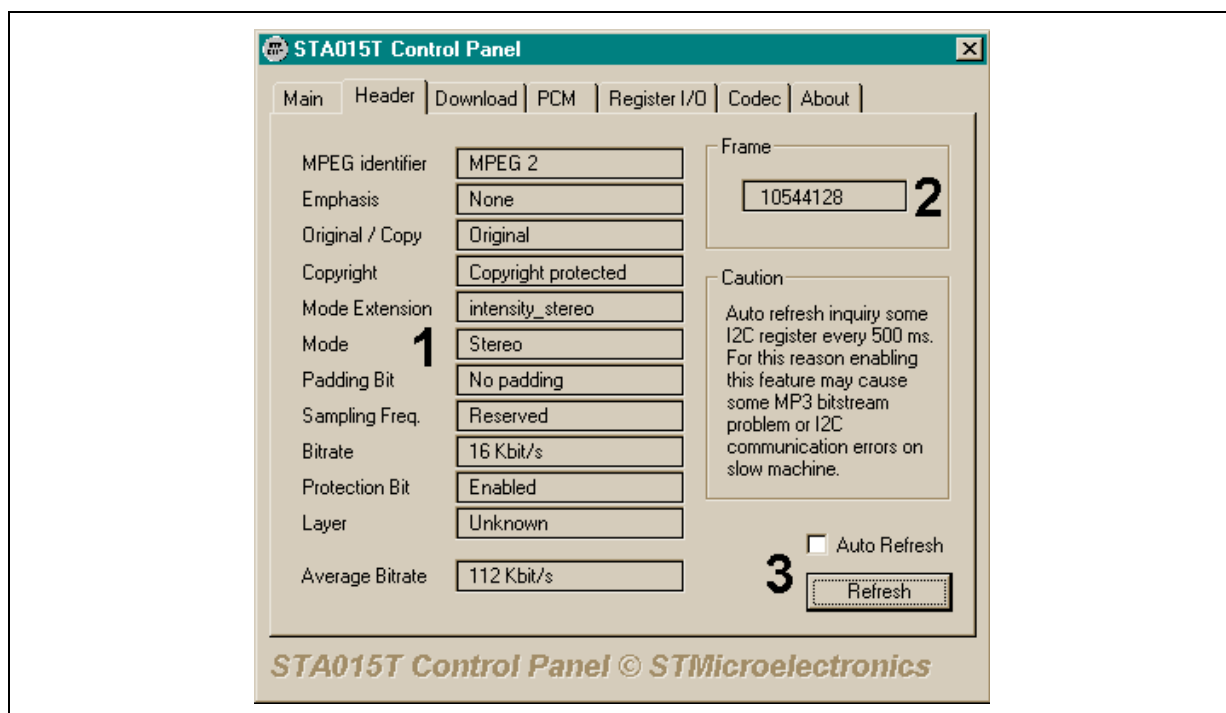 STA015T Control Panel
Main Header Download PCM Register I/O Codec About
MPEG identifier MPEG 2
Emphasis None
Original / Copy Original
Copyright Copyright protected
Mode Extension intensity_stereo
Mode 1 Stereo
Padding Bit No padding
Sampling Freq. Reserved
Bitrate 16 Kbit/s
Protection Bit Enabled
Layer Unknown
Average Bitrate 112 Kbit/s
Frame
10544128 2
Caution
Auto refresh inquiry some
I2C register every 500 ms.
For this reason enabling
this feature may cause
some MP3 bitstream
problem or I2C
communication errors on
slow machine.
Auto Refresh
3
Refresh
STA015T Control Panel © STMicroelectronics